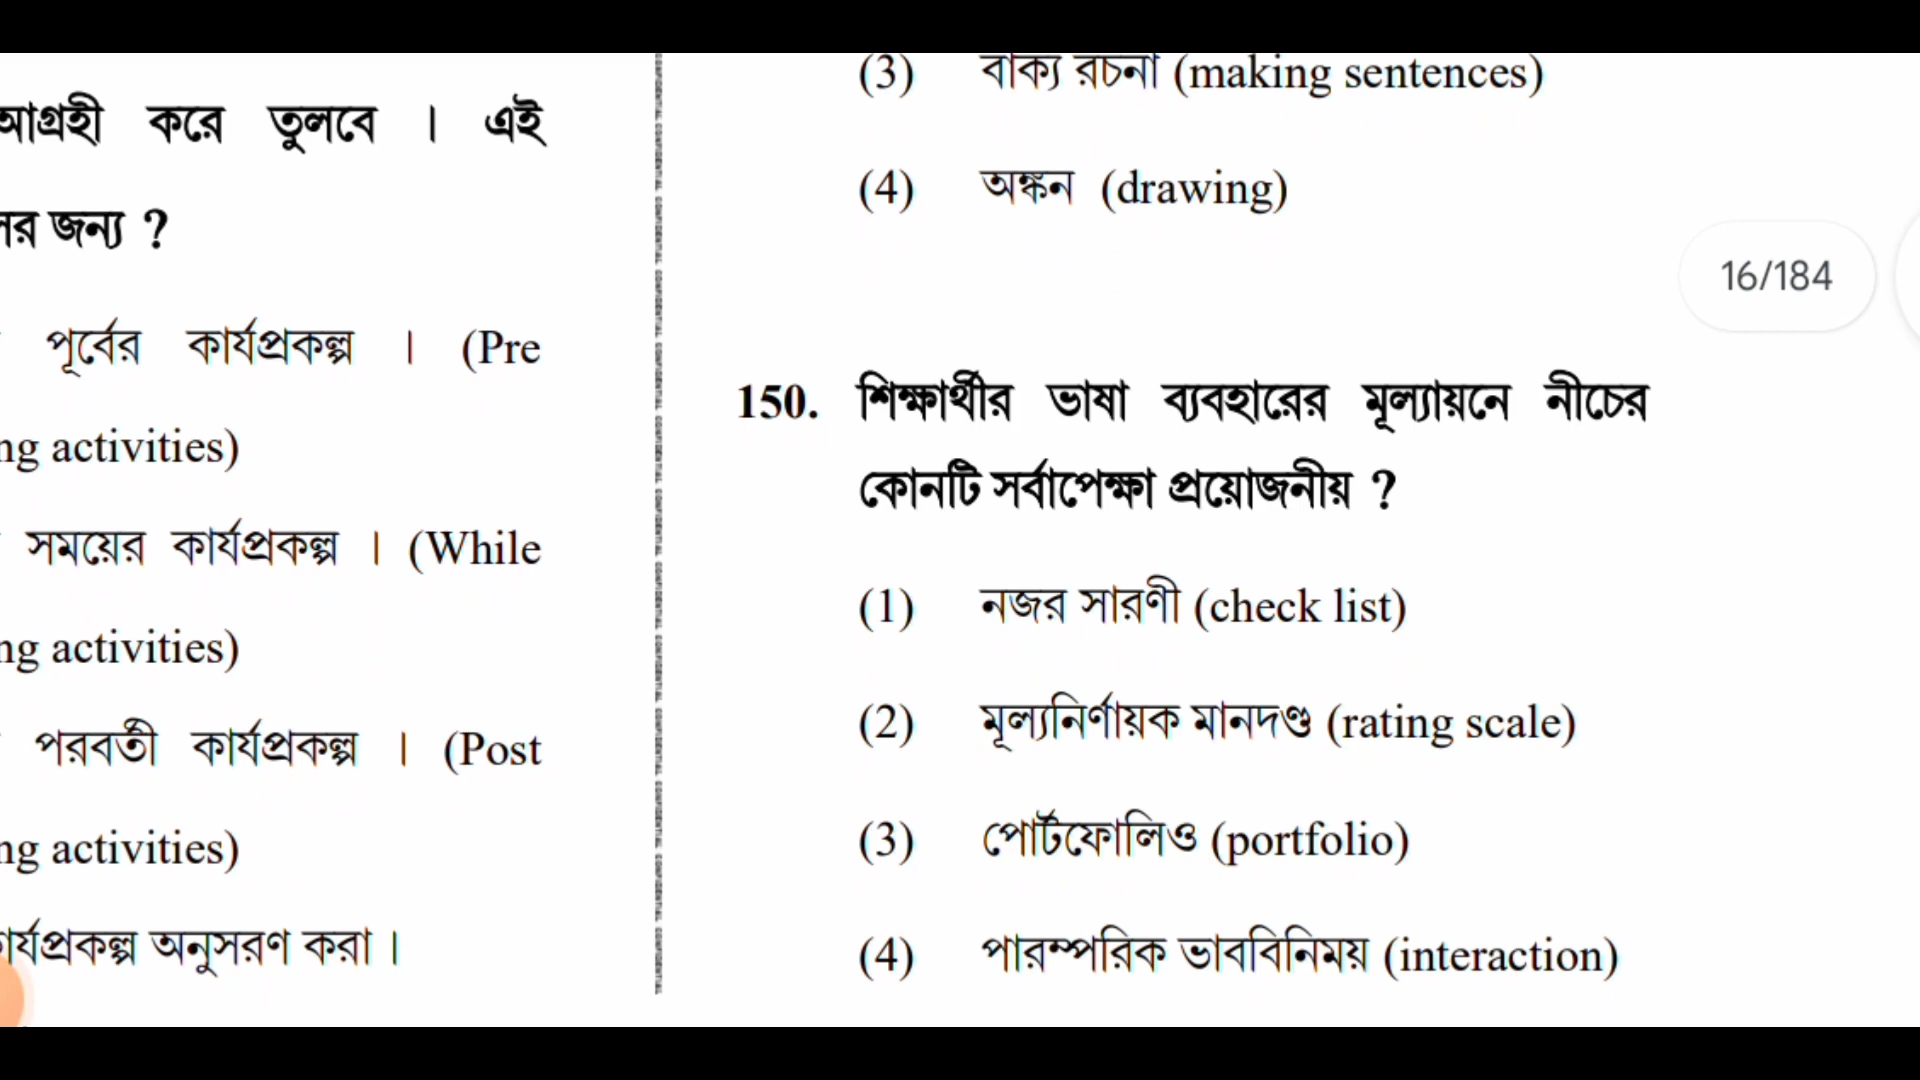 আগ্রহী করে তুলবে । এই
জন্য ?
পূর্বের কার্যপ্রকল্প । (Pre
ng activities)
সময়ের কার্যপ্রকল্প । (While
ng activities)
পরবর্তী কার্যপ্রকল্প । (Post
ng activities)
কার্যপ্রকল্প অনুসরণ করা ।
(3) বাক্য রচনা (making sentences)
(4) অঙ্কন (drawing)
150. শিক্ষার্থীর ভাষা ব্যবহারের মূল্যায়নে নীচের
কোনটি সর্বাপেক্ষা প্রয়োজনীয় ?
(1) নজর সারণী (check list)
(2) মূল্যনির্ণায়ক মানদণ্ড (rating scale)
(3) পোর্টফোলিও (portfolio)
(4) পারস্পরিক ভাববিনিময় (interaction)
16/184